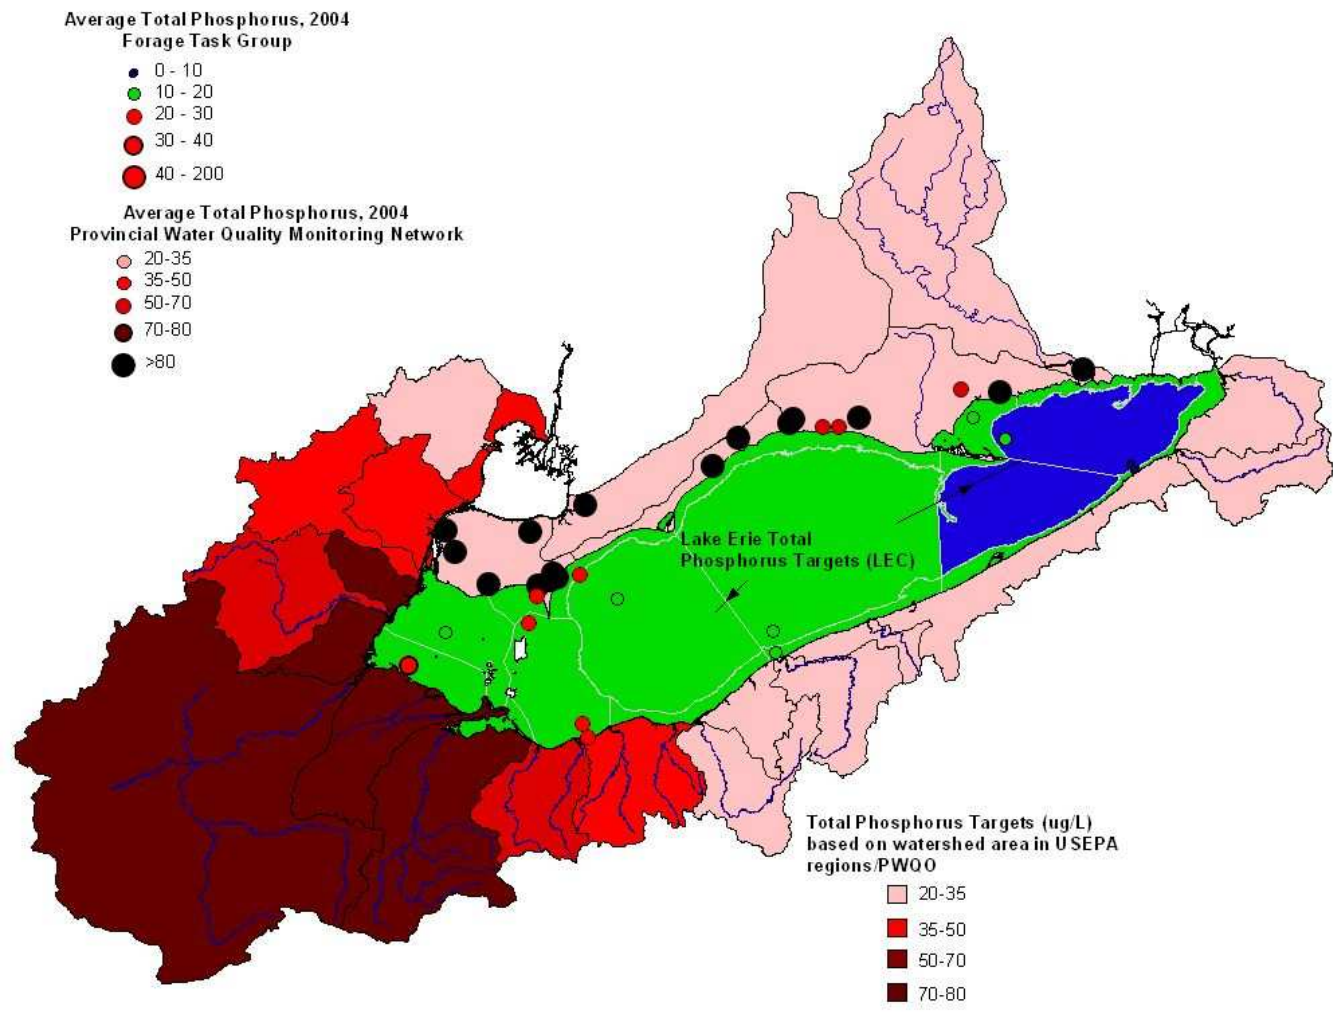 Average Total Phosphorus, 2004
Forage Task Group
0 - 10
10 - 20
20 - 30
30 - 40
40 - 200
Average Total Phosphorus, 2004
Provincial Water Quality Monitoring Network
20-35
35-50
50-70
70-80
>80
Lake Erie Total
Phosphorus Targets (LEC)
Total Phosphorus Targets (ug/L)
based on watershed area in USEPA
regions/PWQO
20-35
35-50
50-70
70-80